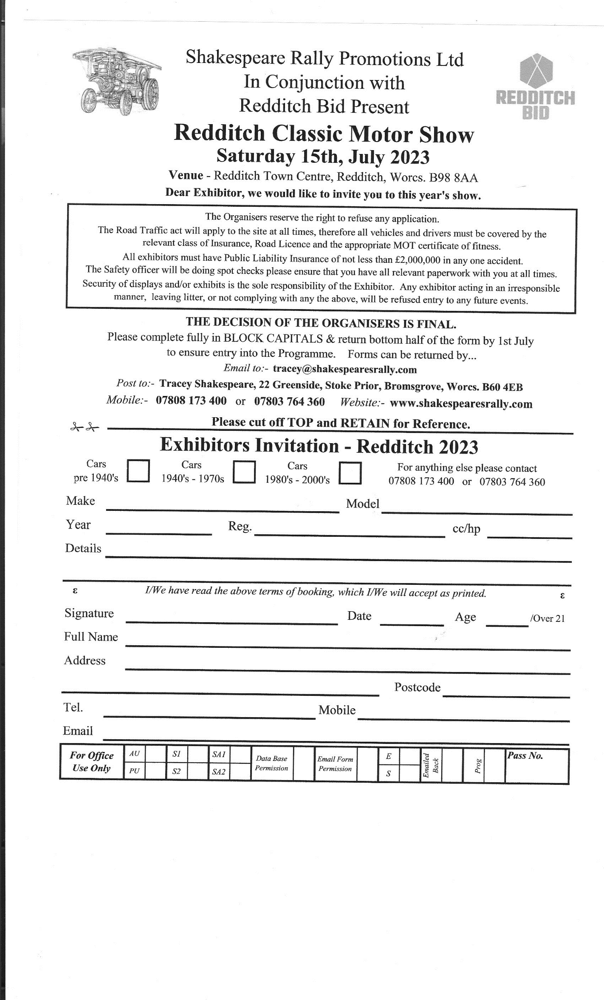 Shakespeare Rally Promotions Ltd
In Conjunction with
Redditch Bid Present
REDDITCH
BID
Redditch Classic Motor Show
Saturday 15th, July 2023
Venue - Redditch Town Centre, Redditch, Worcs. B98 8AA
Dear Exhibitor, we would like to invite you to this year's show.
The Organisers reserve the right to refuse any application.
The Road Traffic act will apply to the site at all times, therefore all vehicles and drivers must be covered by the
relevant class of Insurance, Road Licence and the appropriate MOT certificate of fitness.
All exhibitors must have Public Liability Insurance of not less than £2,000,000 in any one accident.
The Safety officer will be doing spot checks please ensure that you have all relevant paperwork with you at all times.
Security of displays and/or exhibits is the sole responsibility of the Exhibitor. Any exhibitor acting in an irresponsible
manner, leaving litter, or not complying with any the above, will be refused entry to any future events.
THE DECISION OF THE ORGANISERS IS FINAL.
Please complete fully in BLOCK CAPITALS & return bottom half of the form by 1st July
to ensure entry into the Programme. Forms can be returned by...
Email to:- tracey@shakespearesrally.com
Post to:- Tracey Shakespeare, 22 Greenside, Stoke Prior, Bromsgrove, Worcs. B60 4EB
Mobile:- 07808 173 400 or 07803 764 360 Website:- www.shakespearesrally.com
Please cut off TOP and RETAIN for Reference.
Exhibitors Invitation - Redditch 2023
Cars Cars Cars For anything else please contact
pre 1940's 1940's - 1970s 1980's - 2000's 07808 173 400 or 07803 764 360
Make Model
Year Reg. cc/hp
Details
ε I/We have read the above terms of booking, which I/We will accept as printed. ε
Signature Date Age /Over 21
Full Name
Address
Postcode
Tel. Mobile
Email
For Office AU S1 SA1 Data Base Email Form E Emailed Prog Pass No.
Use Only PU S2 SA2 Permission Permission S Back